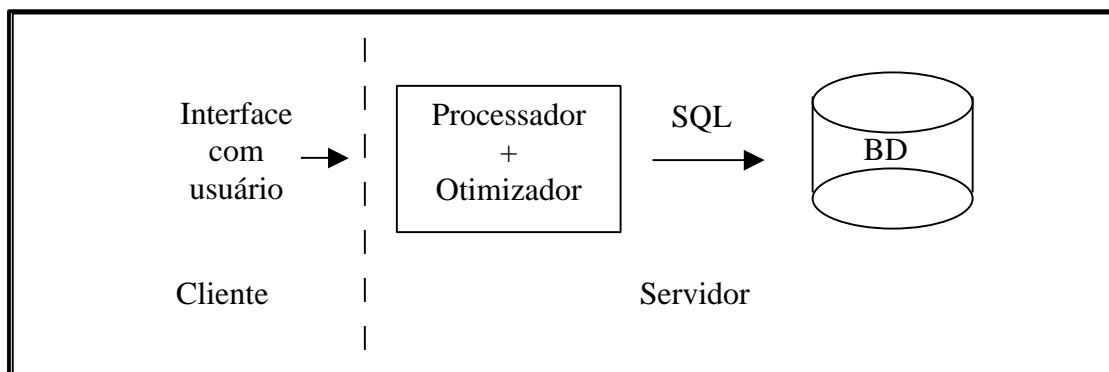 Interface
com
usuário
Processador
+
Otimizador
SQL
BD
Cliente
Servidor